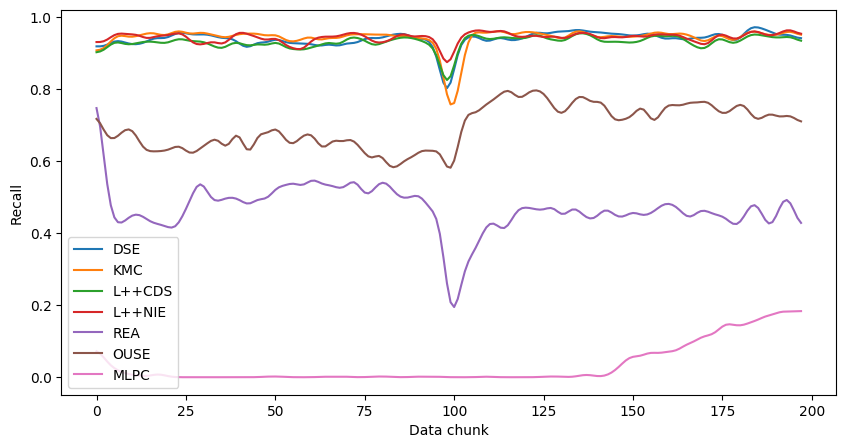 1.0
0.8
0.6
0.4
0.2
0.0
Recall
DSE
KMC
L++CDS
L++NIE
REA
OUSE
MLPC
0 25 50 75 100 125 150 175 200
Data chunk